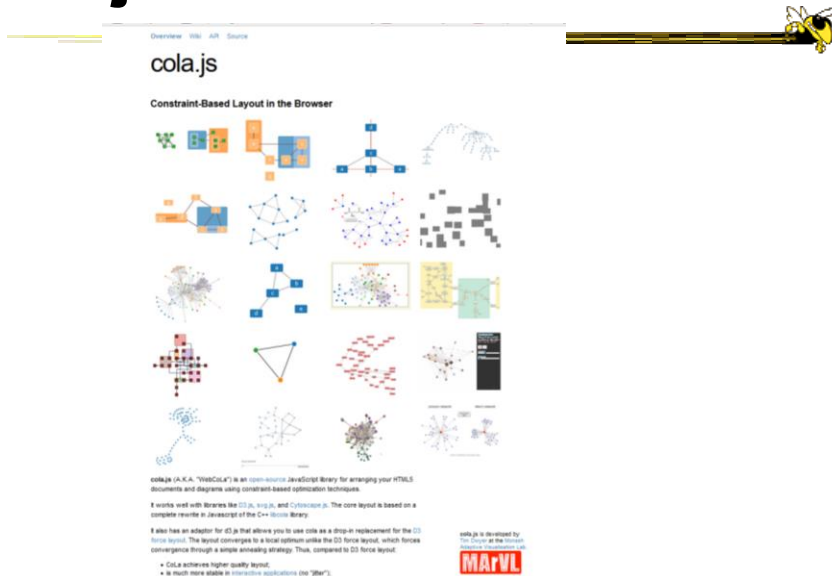 Overview Wiki API Source
cola.js
Constraint-Based Layout in the Browser
cola.js (A.K.A. "WebCoLa") is an open-source JavaScript library for arranging your HTML5
documents and diagrams using constraint-based optimization techniques.
It works well with libraries like D3.js, svg.js, and Cytoscape.js. The core layout is based on a
complete rewrite in Javascript of the C++ libcola library.
It also has an adaptor for d3.js that allows you to use cola as a drop-in replacement for the D3
force layout. The layout converges to a local optimum unlike the D3 force layout, which forces
convergence through a simple annealing strategy. Thus, compared to D3 force layout:
• CoLa achieves higher quality layout;
• is much more stable in interactive applications (no "jitter");
cola.js is developed by
Tim Dwyer at the Monash
Adaptive Visualisation Lab
MArVL